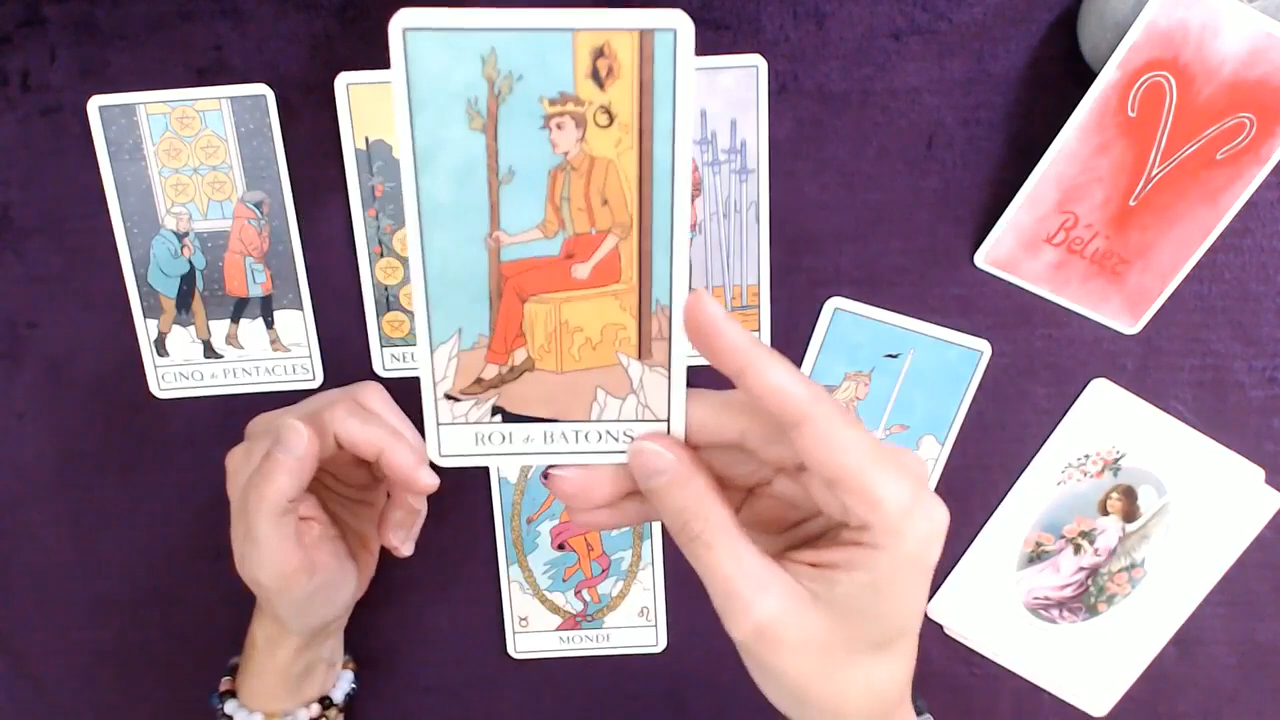 CINQ de PENTACLES
NEU
ROI de BATONS
MONDE
Bélier